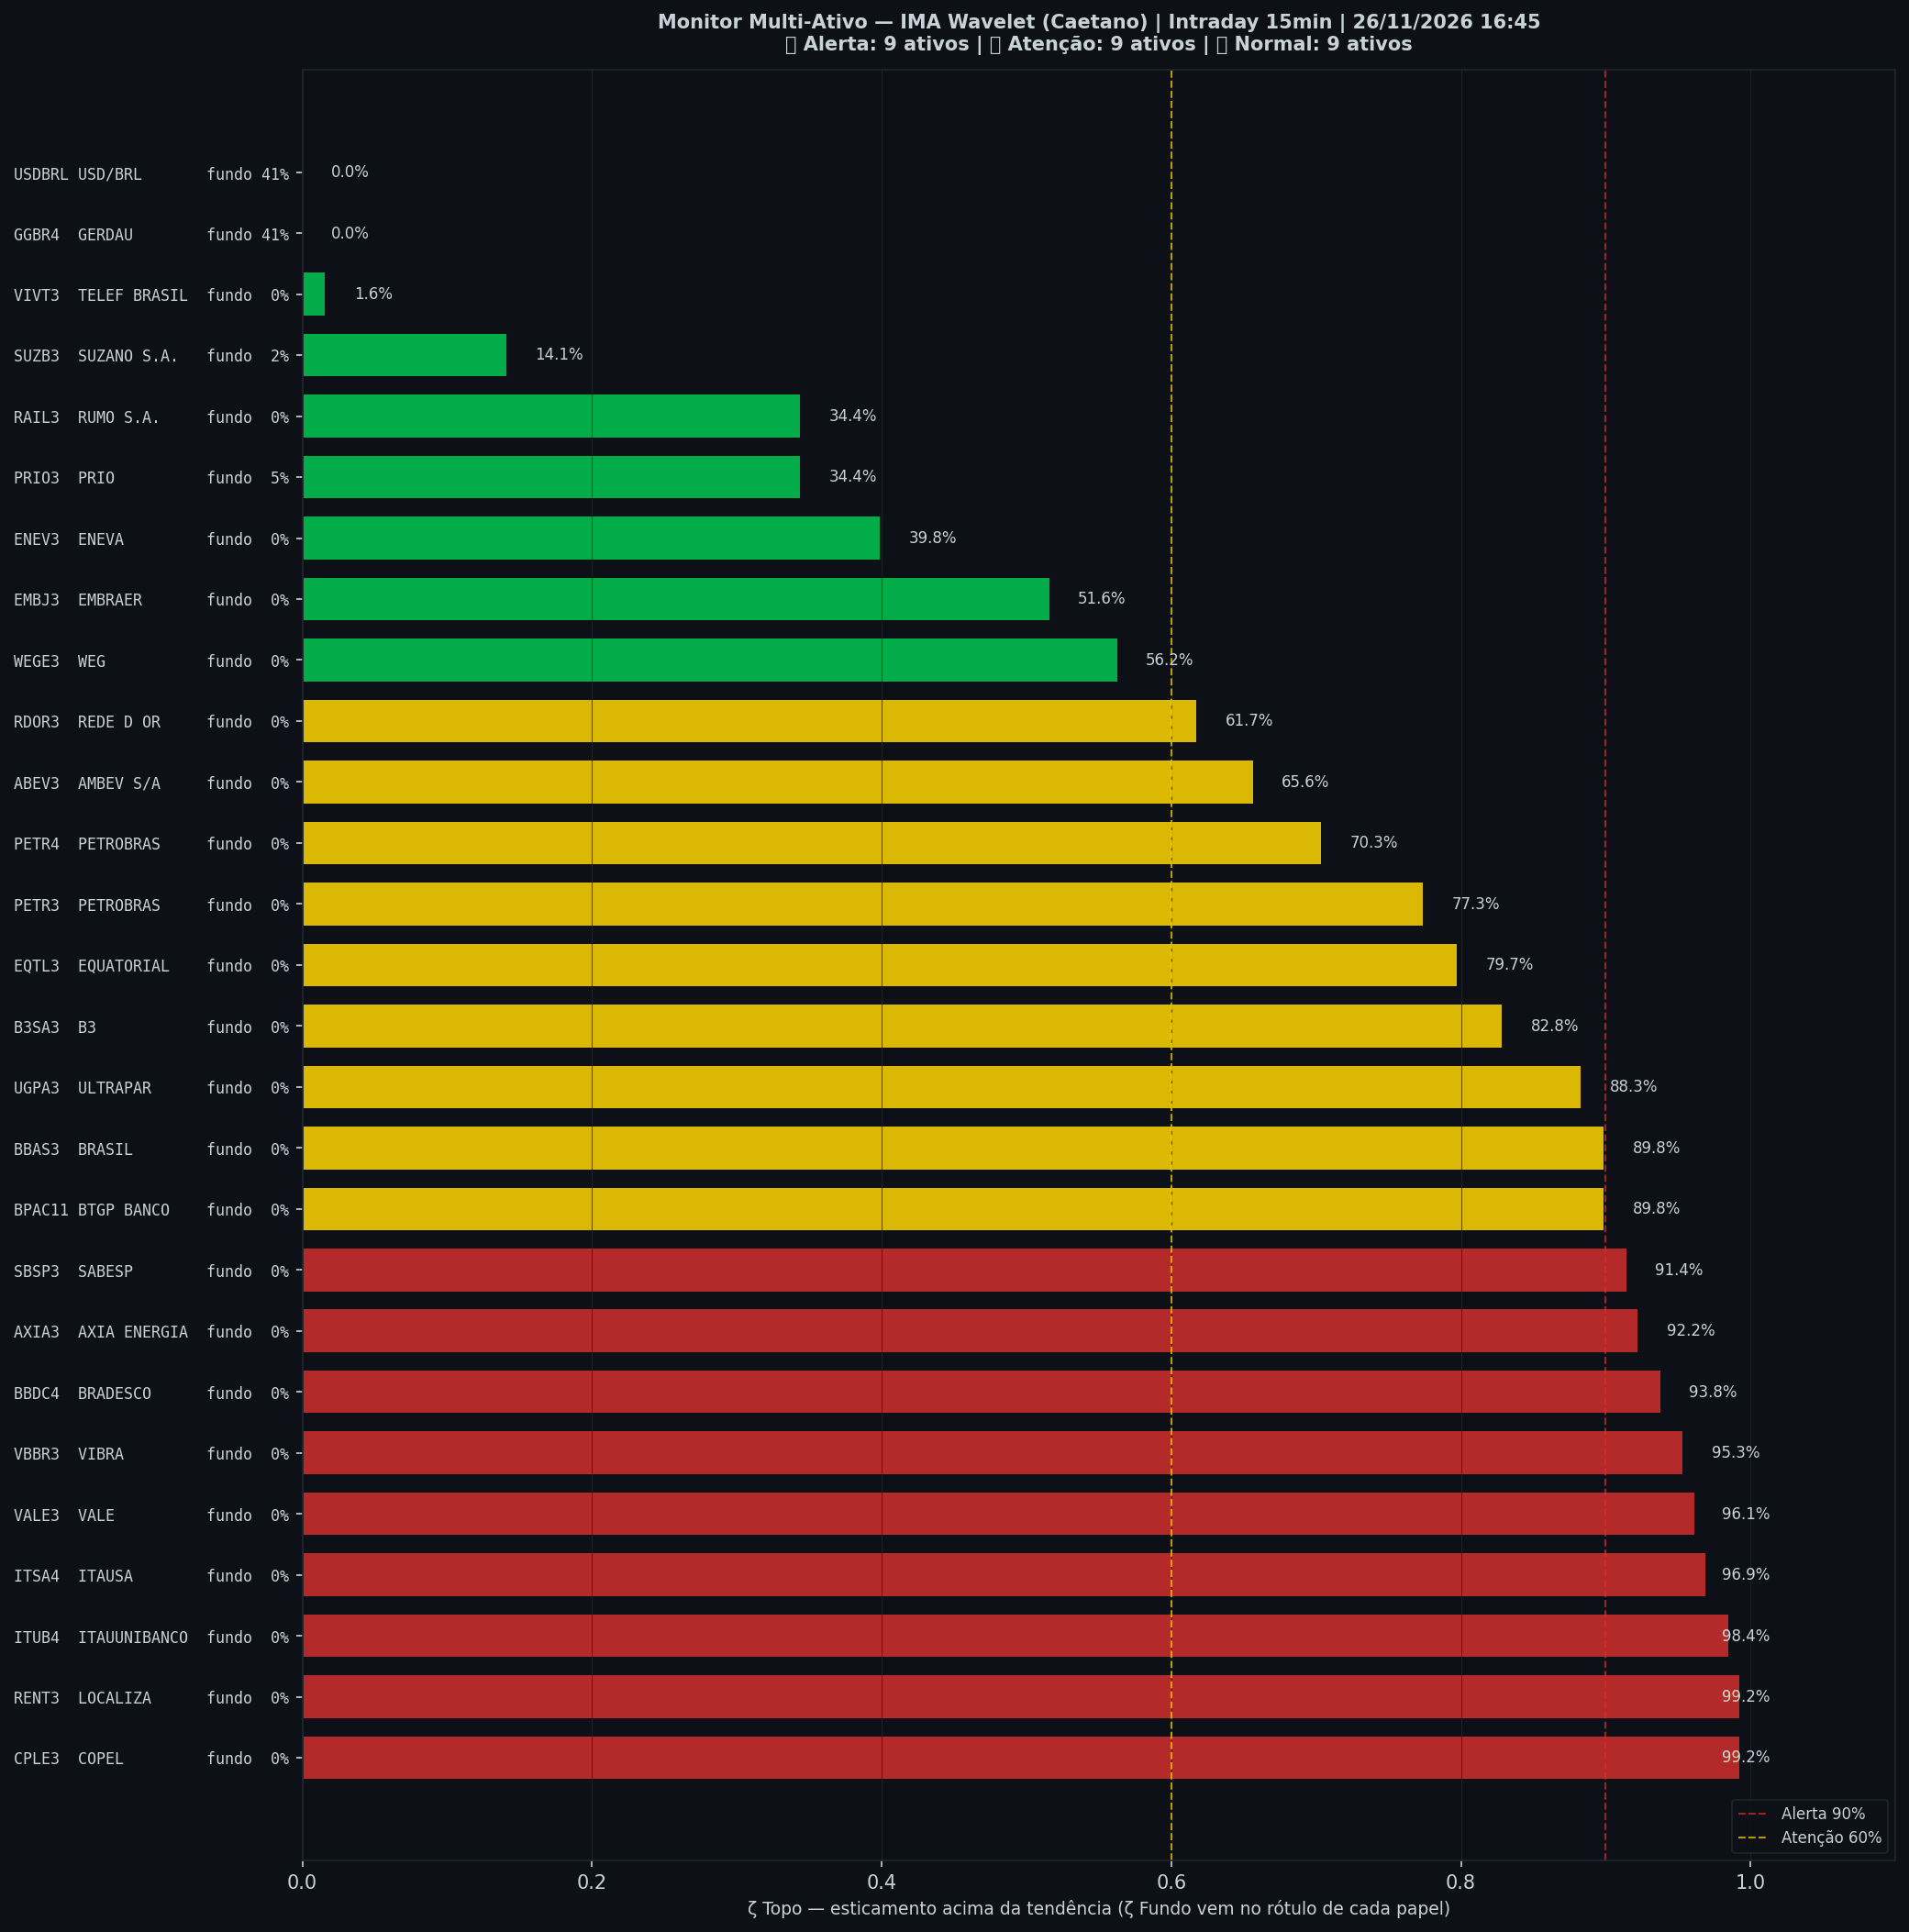 Monitor Multi-Ativo — IMA Wavelet (Caetano) | Intraday 15min | 26/11/2026 16:45
Alerta: 9 ativos | Atenção: 9 ativos | Normal: 9 ativos
USDBRL USD/BRL fundo 41% 0.0%
GGBR4 GERDAU fundo 41% 0.0%
VIVT3 TELEF BRASIL fundo 0% 1.6%
SUZB3 SUZANO S.A. fundo 2% 14.1%
RAIL3 RUMO S.A. fundo 0% 34.4%
PRIO3 PRIO fundo 5% 34.4%
ENEV3 ENEVA fundo 0% 39.8%
EMBJ3 EMBRAER fundo 0% 51.6%
WEGE3 WEG fundo 0% 56.2%
RDOR3 REDE D OR fundo 0% 61.7%
ABEV3 AMBEV S/A fundo 0% 65.6%
PETR4 PETROBRAS fundo 0% 70.3%
PETR3 PETROBRAS fundo 0% 77.3%
EQTL3 EQUATORIAL fundo 0% 79.7%
B3SA3 B3 fundo 0% 82.8%
UGPA3 ULTRAPAR fundo 0% 88.3%
BBAS3 BRASIL fundo 0% 89.8%
BPAC11 BTGP BANCO fundo 0% 89.8%
SBSP3 SABESP fundo 0% 91.4%
AXIA3 AXIA ENERGIA fundo 0% 92.2%
BBDC4 BRADESCO fundo 0% 93.8%
VBBR3 VIBRA fundo 0% 95.3%
VALE3 VALE fundo 0% 96.1%
ITSA4 ITAUSA fundo 0% 96.9%
ITUB4 ITAUUNIBANCO fundo 0% 98.4%
RENT3 LOCALIZA fundo 0% 99.2%
CPLE3 COPEL fundo 0% 99.2%
Alerta 90%
Atenção 60%
0.0 0.2 0.4 0.6 0.8 1.0
ζ Topo — esticamento acima da tendência (ζ Fundo vem no rótulo de cada papel)